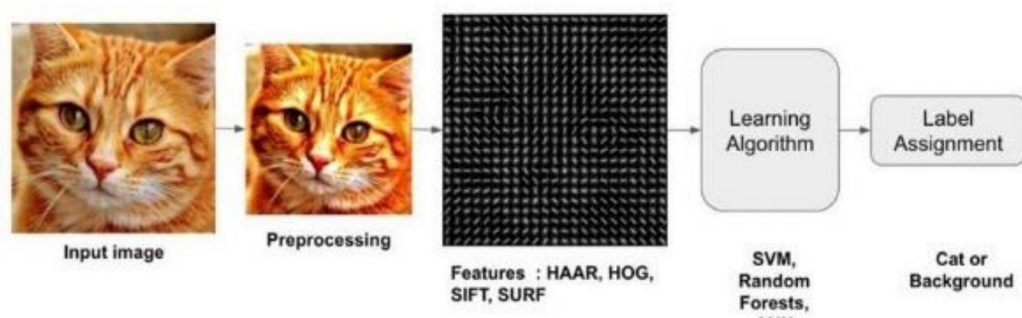 Input image
Preprocessing
Features : HAAR, HOG,
SIFT, SURF
Learning
Algorithm
SVM,
Random
Forests,
Label
Assignment
Cat or
Background